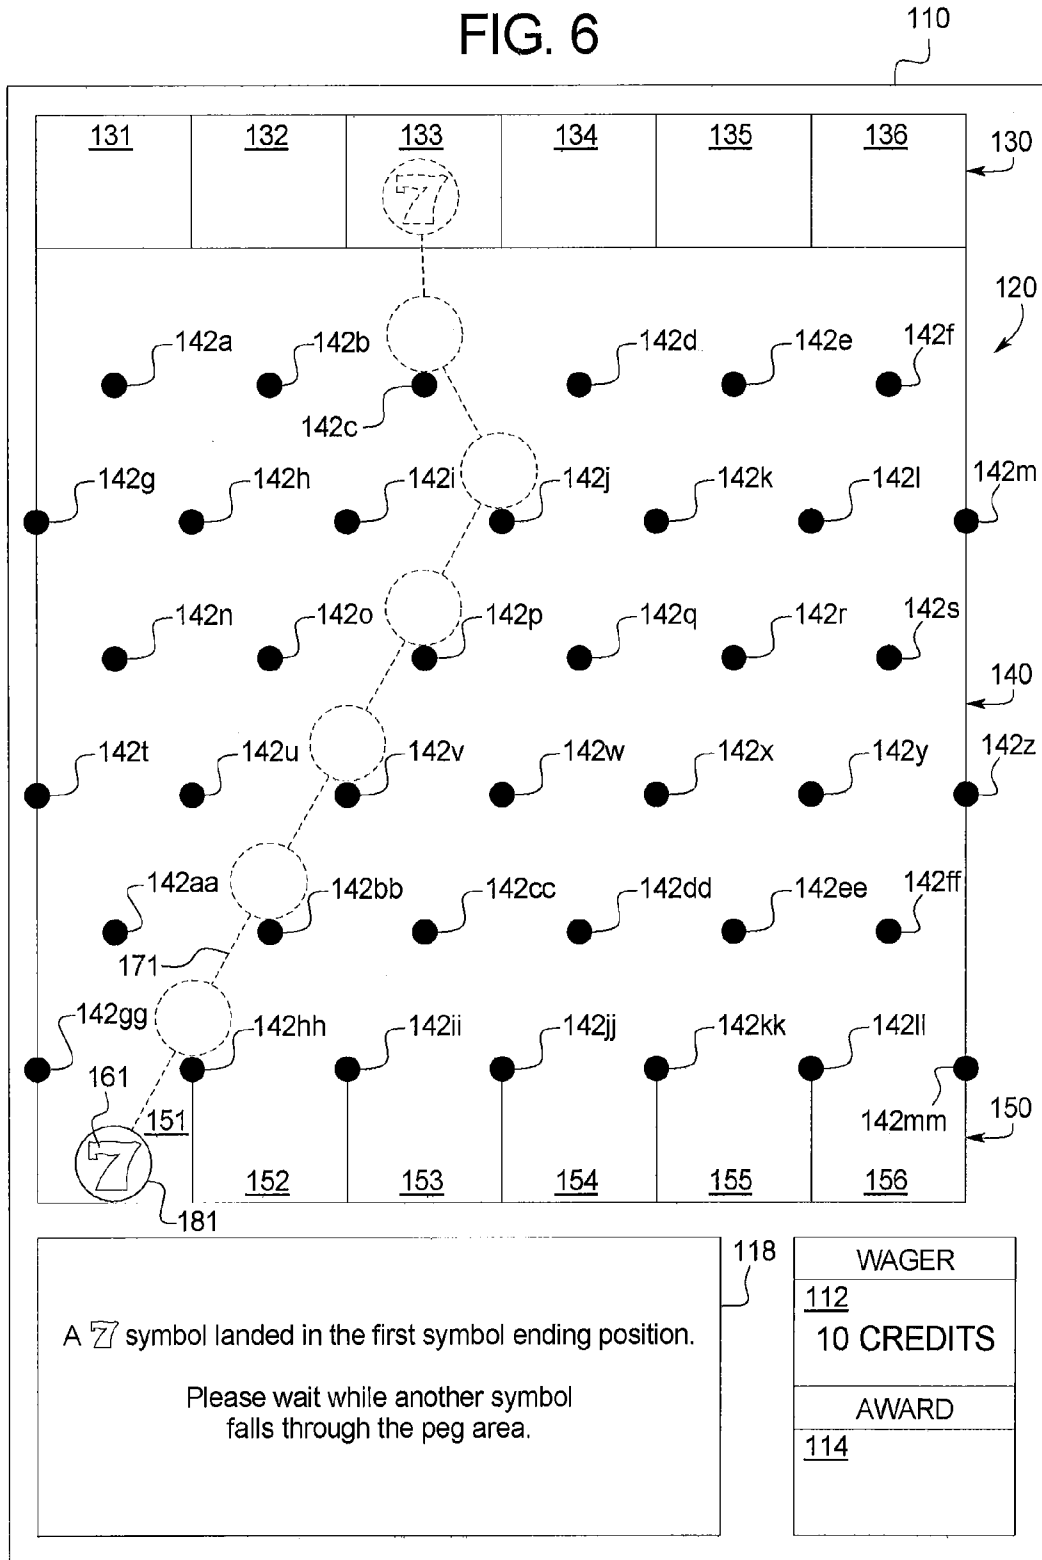 FIG. 6
110
131 132 133 134 135 136
130
7
120
142a 142b 142d 142e 142f
142c
142g 142h 142i 142j 142k 142l 142m
142n 142o 142p 142q 142r 142s
140
142t 142u 142v 142w 142x 142y 142z
142aa 142bb 142cc 142dd 142ee 142ff
171
142gg 142hh 142ii 142jj 142kk 142ll
161 151 142mm 150
7
152 153 154 155 156
181
118
A 7 symbol landed in the first symbol ending position.
Please wait while another symbol
falls through the peg area.
WAGER
112
10 CREDITS
AWARD
114